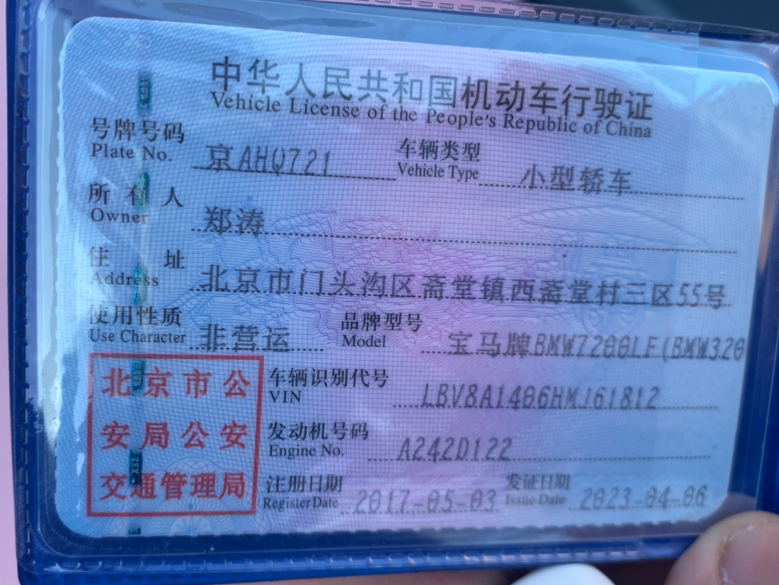 中华人民共和国机动车行驶证
Vehicle License of the People's Republic of China
号牌号码 京AHQ721 车辆类型 小型轿车
Plate No. Vehicle Type
所有人 郑涛
Owner
住址 北京市门头沟区斋堂镇西斋堂村三区55号
Address
使用性质 非营运 品牌型号 宝马牌BMW7200LF(BMW320
Use Character Model
北京市公
安局公安
交通管理局
车辆识别代号 LBV8A1406HMJ61812
VIN
发动机号码 A242D122
Engine No.
注册日期 2017-05-03 发证日期 2023-04-06
Register Date Issue Date